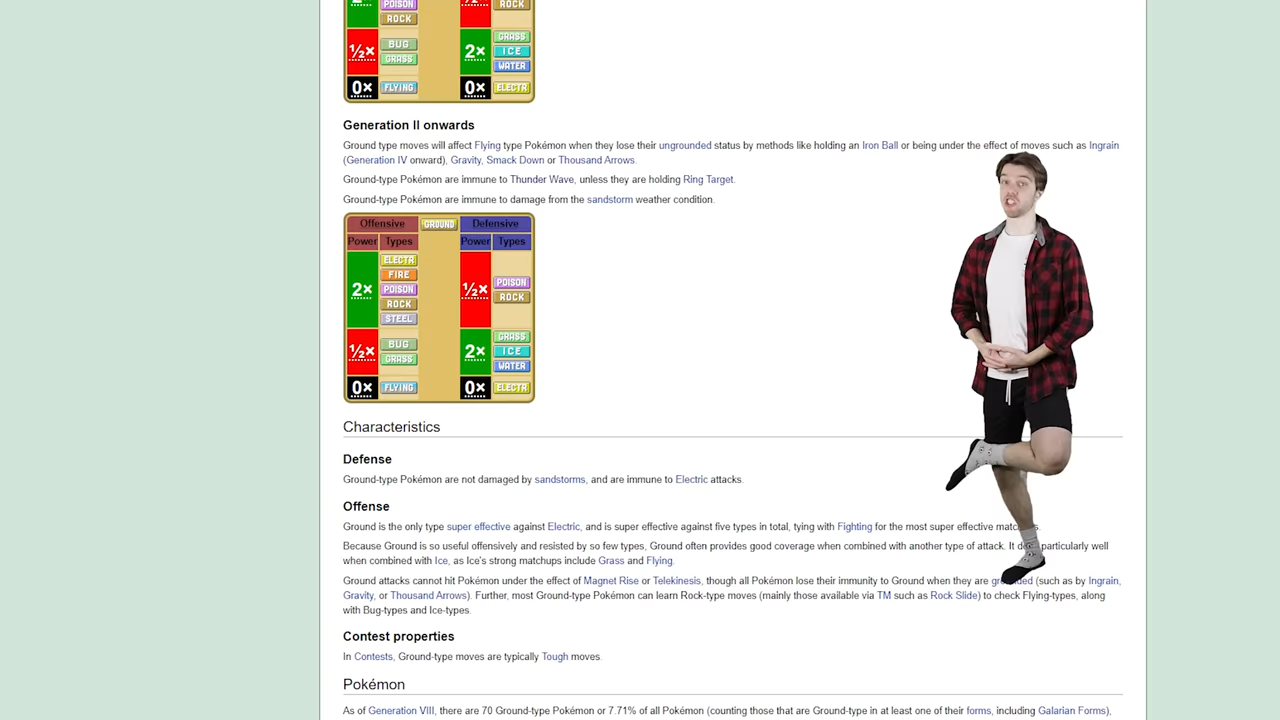 POISON
ROCK
ROCK
½× BUG GRASS 2× GRASS ICE WATER
0× FLYING 0× ELECTR
Generation II onwards
Ground type moves will affect Flying type Pokémon when they lose their ungrounded status by methods like holding an Iron Ball or being under the effect of moves such as Ingrain
(Generation IV onward), Gravity, Smack Down or Thousand Arrows.
Ground-type Pokémon are immune to Thunder Wave, unless they are holding Ring Target.
Ground-type Pokémon are immune to damage from the sandstorm weather condition.
Offensive GROUND Defensive
Power Types Power Types
2× ELECTR FIRE POISON ROCK STEEL ½× POISON ROCK
½× BUG GRASS 2× GRASS ICE WATER
0× FLYING 0× ELECTR
Characteristics
Defense
Ground-type Pokémon are not damaged by sandstorms, and are immune to Electric attacks.
Offense
Ground is the only type super effective against Electric, and is super effective against five types in total, tying with Fighting for the most super effective
Because Ground is so useful offensively and resisted by so few types, Ground often provides good coverage when combined with another type of attack. It particularly well
when combined with Ice, as Ice's strong matchups include Grass and Flying.
Ground attacks cannot hit Pokémon under the effect of Magnet Rise or Telekinesis, though all Pokémon lose their immunity to Ground when they are (such as by Ingrain,
Gravity, or Thousand Arrows). Further, most Ground-type Pokémon can learn Rock-type moves (mainly those available via TM such as Rock Slide) to check Flying-types, along
with Bug-types and Ice-types.
Contest properties
In Contests, Ground-type moves are typically Tough moves.
Pokémon
As of Generation VIII, there are 70 Ground-type Pokémon or 7.71% of all Pokémon (counting those that are Ground-type in at least one of their forms, including Galarian Forms),